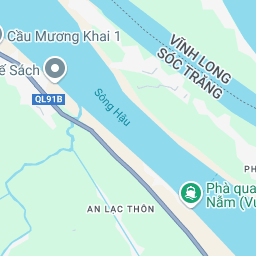 Cầu Mương Khai 1
VĨNH LONG
SÓC TRĂNG
ế Sách
QL91B
Sông Hậu
PH
Phà qua
Nắm (Vu
AN LẠC THÔN